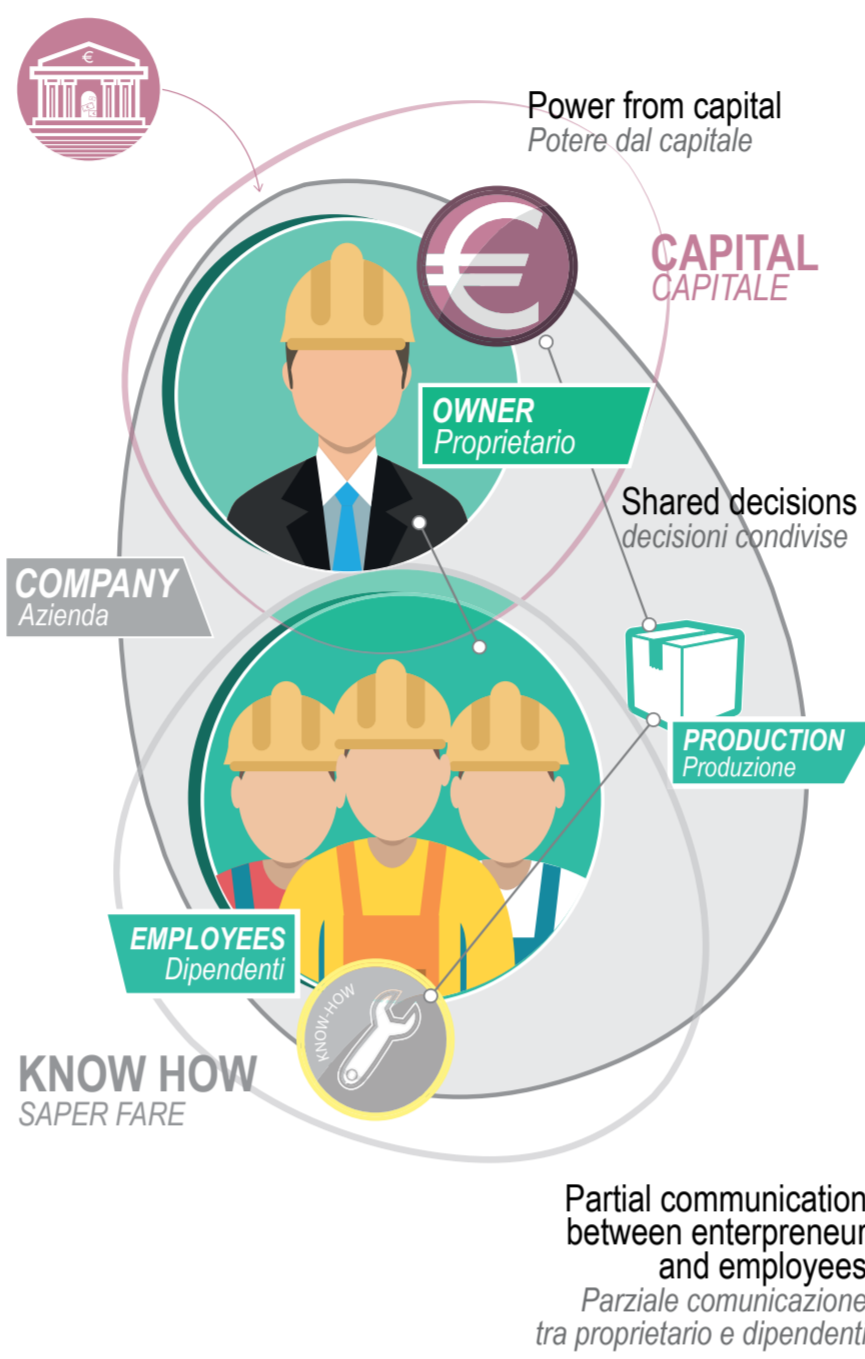 €
Power from capital
Potere dal capitale
€
CAPITAL
CAPITALE
OWNER
Proprietario
Shared decisions
decisioni condivise
COMPANY
Azienda
PRODUCTION
Produzione
EMPLOYEES
Dipendenti
KNOW-HOW
KNOW HOW
SAPER FARE
Partial communication
between enterpreneur
and employees
Parziale comunicazione
tra proprietario e dipendenti